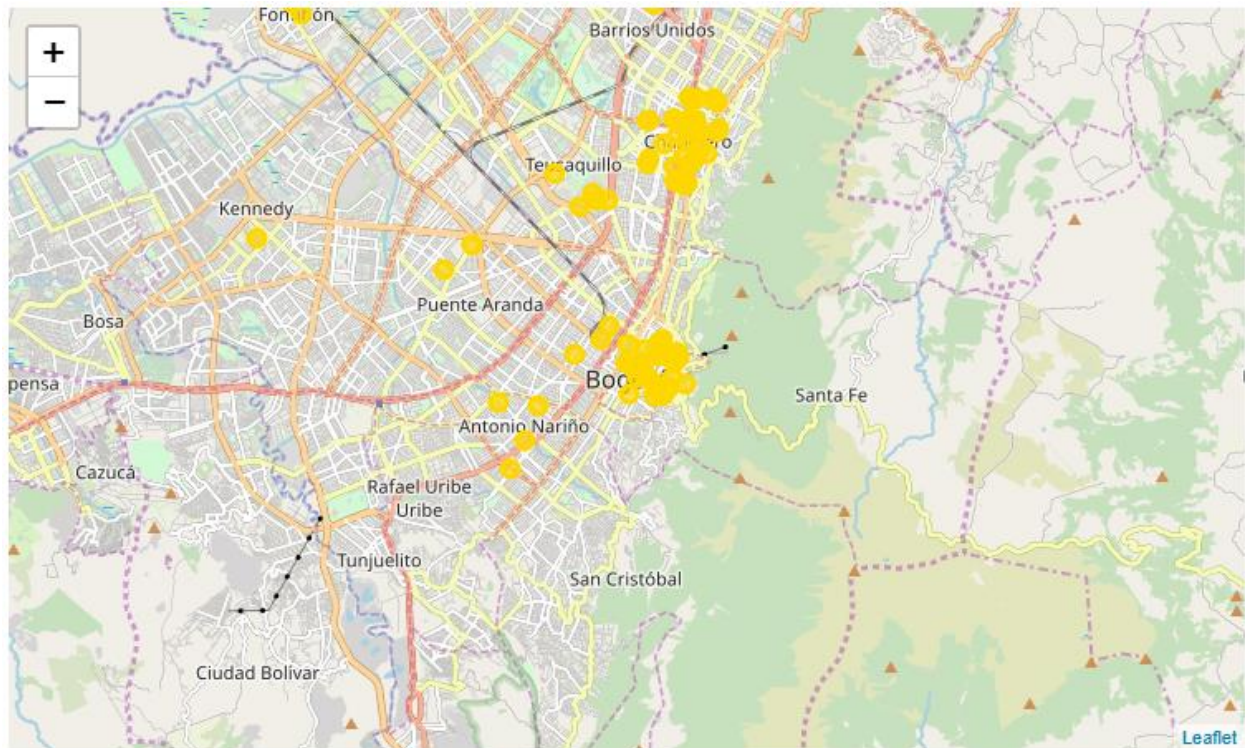 +
−
Barrios Unidos
Teusaquillo
Kennedy
Puente Aranda
Bosa
Santa Fe
Antonio Nariño
Cazucá
Rafael Uribe
Uribe
Tunjuelito
San Cristóbal
Ciudad Bolívar
Leaflet